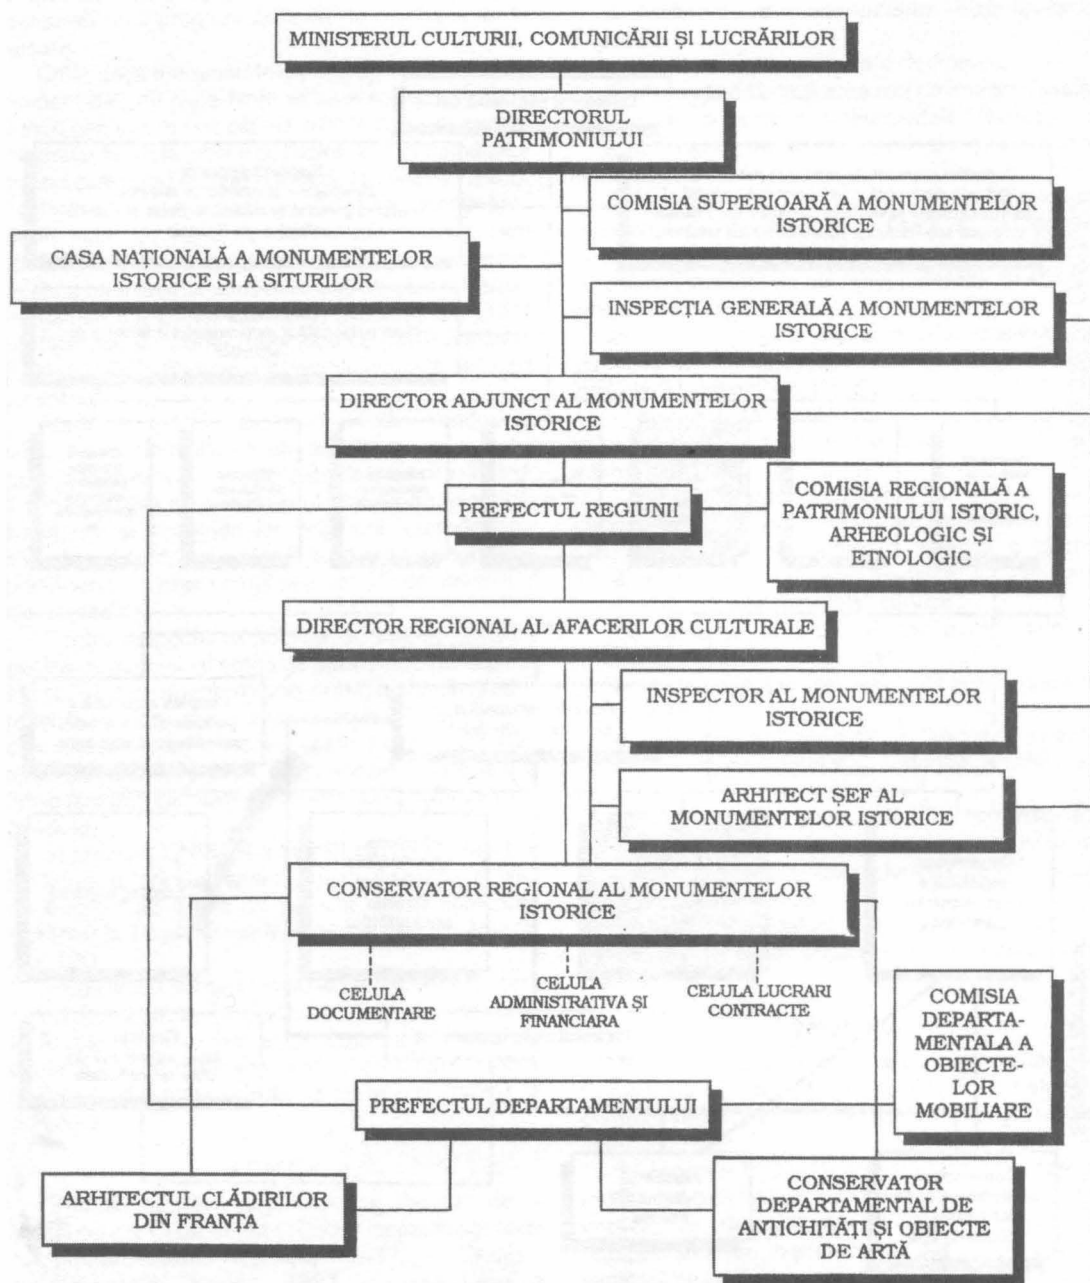 MINISTERUL CULTURII, COMUNICĂRII ȘI LUCRĂRILOR
DIRECTORUL
PATRIMONIULUI
COMISIA SUPERIOARĂ A MONUMENTELOR
ISTORICE
CASA NAȚIONALĂ A MONUMENTELOR
ISTORICE ȘI A SITURILOR
INSPECȚIA GENERALĂ A MONUMENTELOR
ISTORICE
DIRECTOR ADJUNCT AL MONUMENTELOR
ISTORICE
PREFECTUL REGIUNII
COMISIA REGIONALĂ A
PATRIMONIULUI ISTORIC,
ARHEOLOGIC ȘI
ETNOLOGIC
DIRECTOR REGIONAL AL AFACERILOR CULTURALE
INSPECTOR AL MONUMENTELOR
ISTORICE
ARHITECT ȘEF AL
MONUMENTELOR ISTORICE
CONSERVATOR REGIONAL AL MONUMENTELOR
ISTORICE
CELULA
DOCUMENTARE
CELULA
ADMINISTRATIVA ȘI
FINANCIARA
CELULA LUCRARI
CONTRACTE
COMISIA
DEPARTA-
MENTALA A
OBIECTE-
LOR
MOBILIARE
PREFECTUL DEPARTAMENTULUI
ARHITECTUL CLĂDIRILOR
DIN FRANȚA
CONSERVATOR
DEPARTAMENTAL DE
ANTICHITĂȚI ȘI OBIECTE
DE ARTĂ